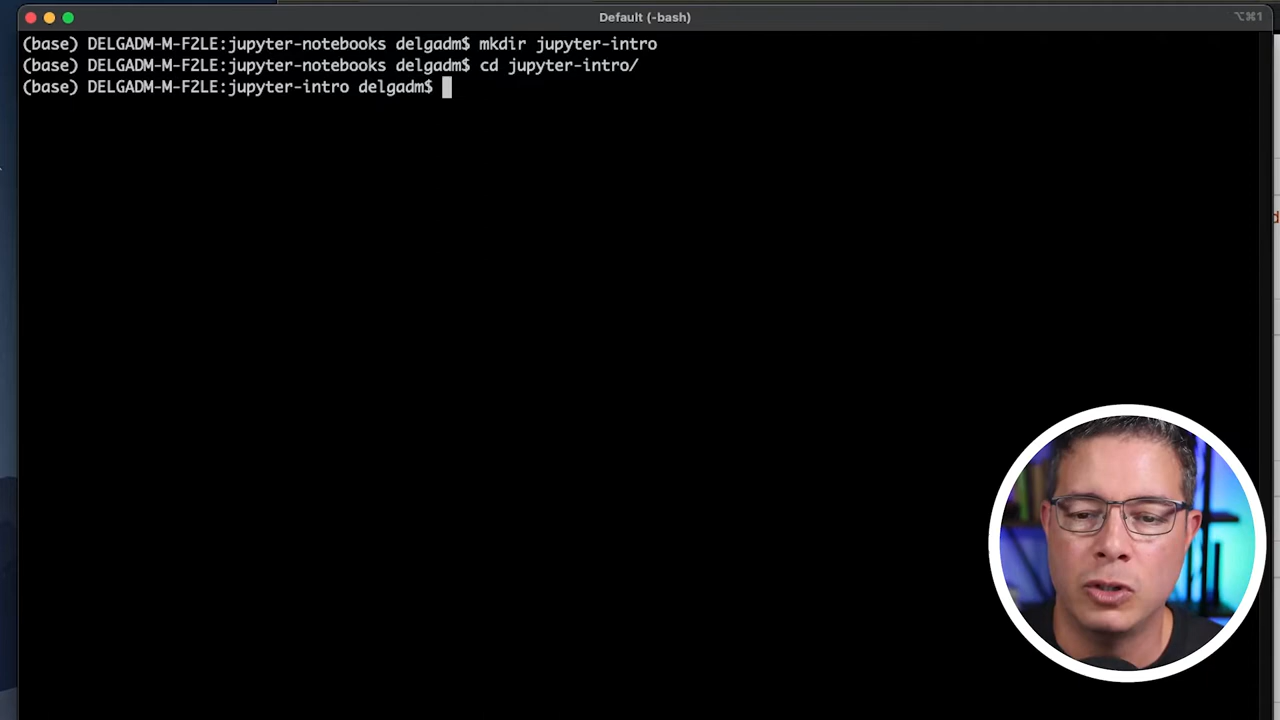 Default (-bash)
⌥⌘1
(base) DELGADM-M-F2LE:jupyter-notebooks delgadm$ mkdir jupyter-intro
(base) DELGADM-M-F2LE:jupyter-notebooks delgadm$ cd jupyter-intro/
(base) DELGADM-M-F2LE:jupyter-intro delgadm$
d